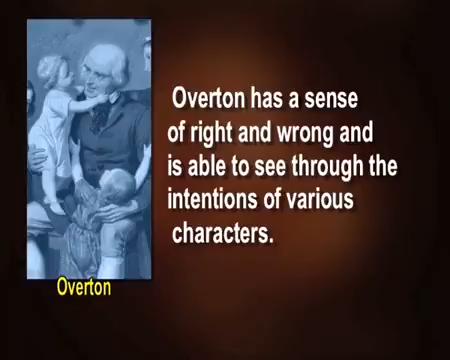 Overton has a sense
of right and wrong and
is able to see through the
intentions of various
characters.
Overton